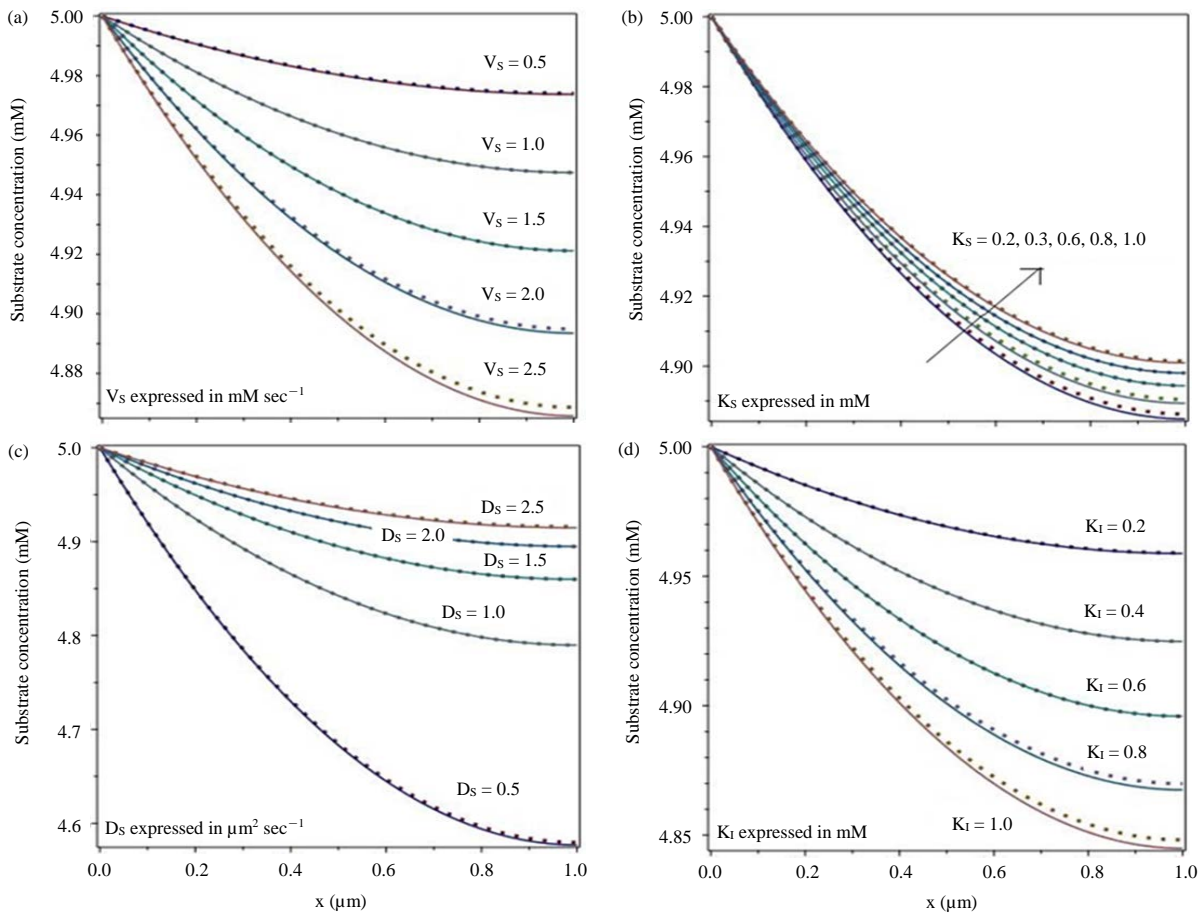 (a)
5.00
4.98
4.96
4.94
4.92
4.90
4.88
Substrate concentration (mM)
V_S = 0.5
V_S = 1.0
V_S = 1.5
V_S = 2.0
V_S = 2.5
V_S expressed in mM sec⁻¹
(b)
5.00
4.98
4.96
4.94
4.92
4.90
Substrate concentration (mM)
K_S = 0.2, 0.3, 0.6, 0.8, 1.0
K_S expressed in mM
(c)
5.0
4.9
4.8
4.7
4.6
Substrate concentration (mM)
D_S = 2.5
D_S = 2.0
D_S = 1.5
D_S = 1.0
D_S = 0.5
D_S expressed in µm² sec⁻¹
0.0 0.2 0.4 0.6 0.8 1.0
x (µm)
(d)
5.00
4.95
4.90
4.85
Substrate concentration (mM)
K_I = 0.2
K_I = 0.4
K_I = 0.6
K_I = 0.8
K_I = 1.0
K_I expressed in mM
0.0 0.2 0.4 0.6 0.8 1.0
x (µm)